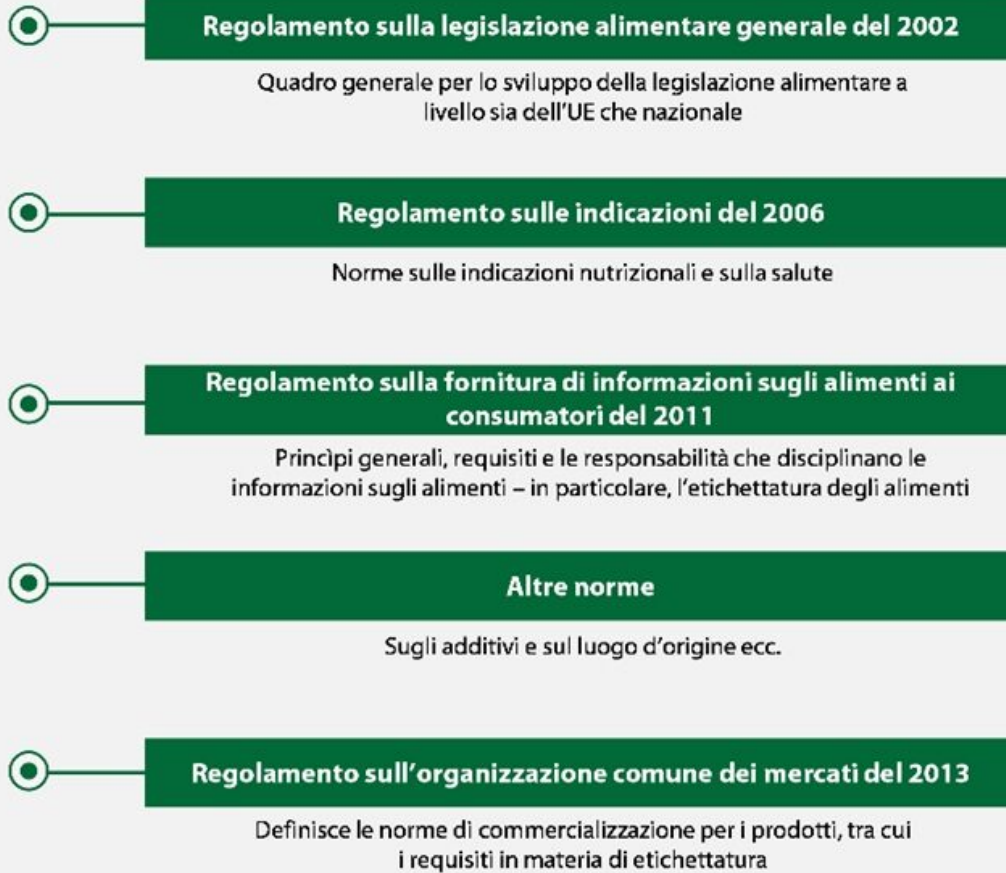 Regolamento sulla legislazione alimentare generale del 2002
Quadro generale per lo sviluppo della legislazione alimentare a
livello sia dell'UE che nazionale
Regolamento sulle indicazioni del 2006
Norme sulle indicazioni nutrizionali e sulla salute
Regolamento sulla fornitura di informazioni sugli alimenti ai
consumatori del 2011
Princìpi generali, requisiti e le responsabilità che disciplinano le
informazioni sugli alimenti – in particolare, l'etichettatura degli alimenti
Altre norme
Sugli additivi e sul luogo d'origine ecc.
Regolamento sull'organizzazione comune dei mercati del 2013
Definisce le norme di commercializzazione per i prodotti, tra cui
i requisiti in materia di etichettatura